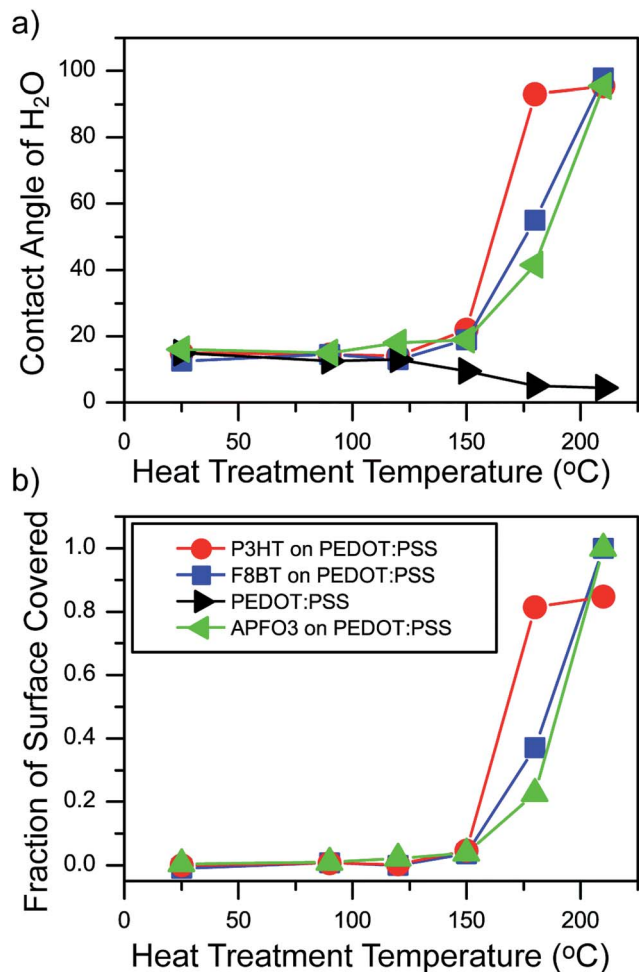 a)
Contact Angle of H₂O
100
80
60
40
20
0
0 50 100 150 200
Heat Treatment Temperature (ºC)
b)
Fraction of Surface Covered
1.0
0.8
0.6
0.4
0.2
0.0
P3HT on PEDOT:PSS
F8BT on PEDOT:PSS
PEDOT:PSS
APFO3 on PEDOT:PSS
0 50 100 150 200
Heat Treatment Temperature (ºC)